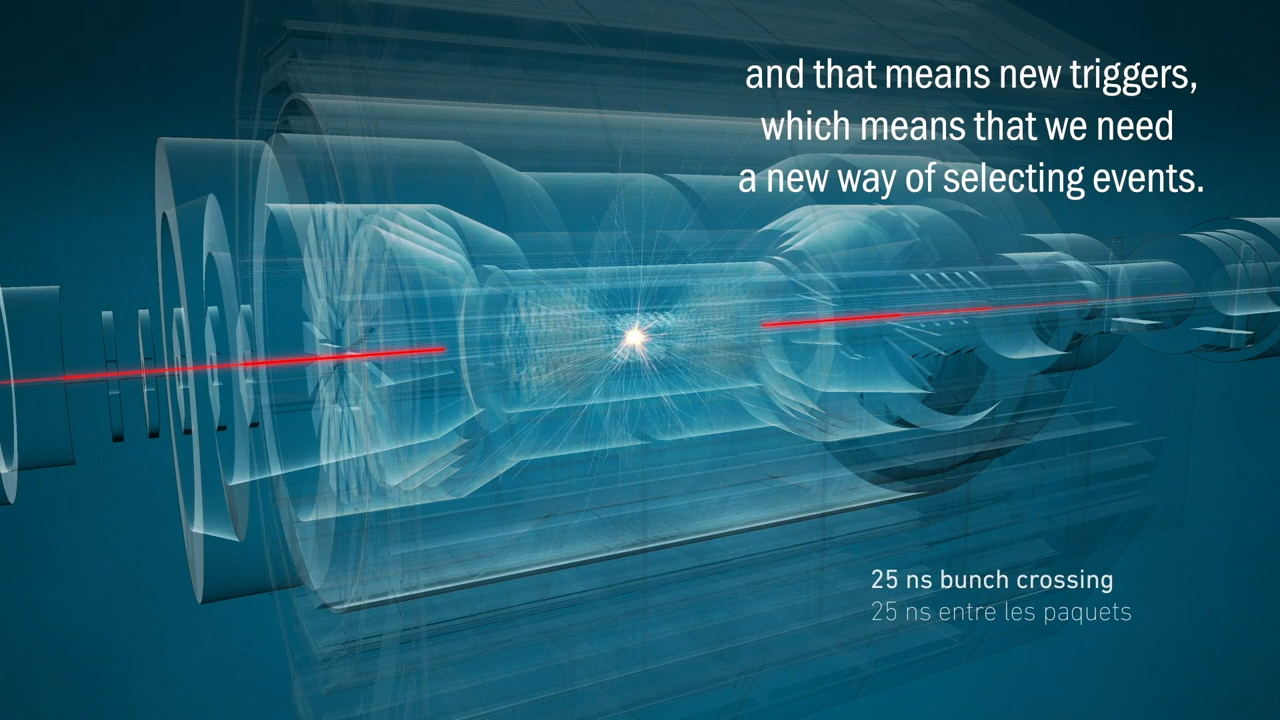 and that means new triggers,
which means that we need
a new way of selecting events.
25 ns bunch crossing
25 ns entre les paquets